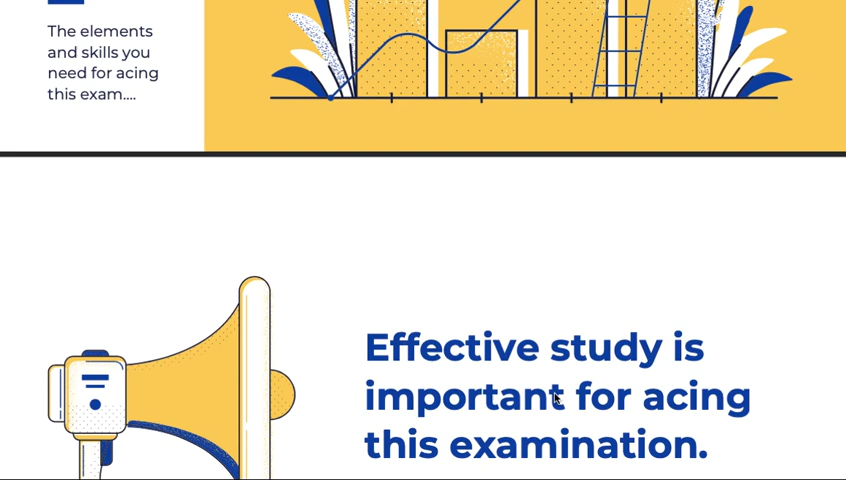 The elements
and skills you
need for acing
this exam....
Effective study is
important for acing
this examination.